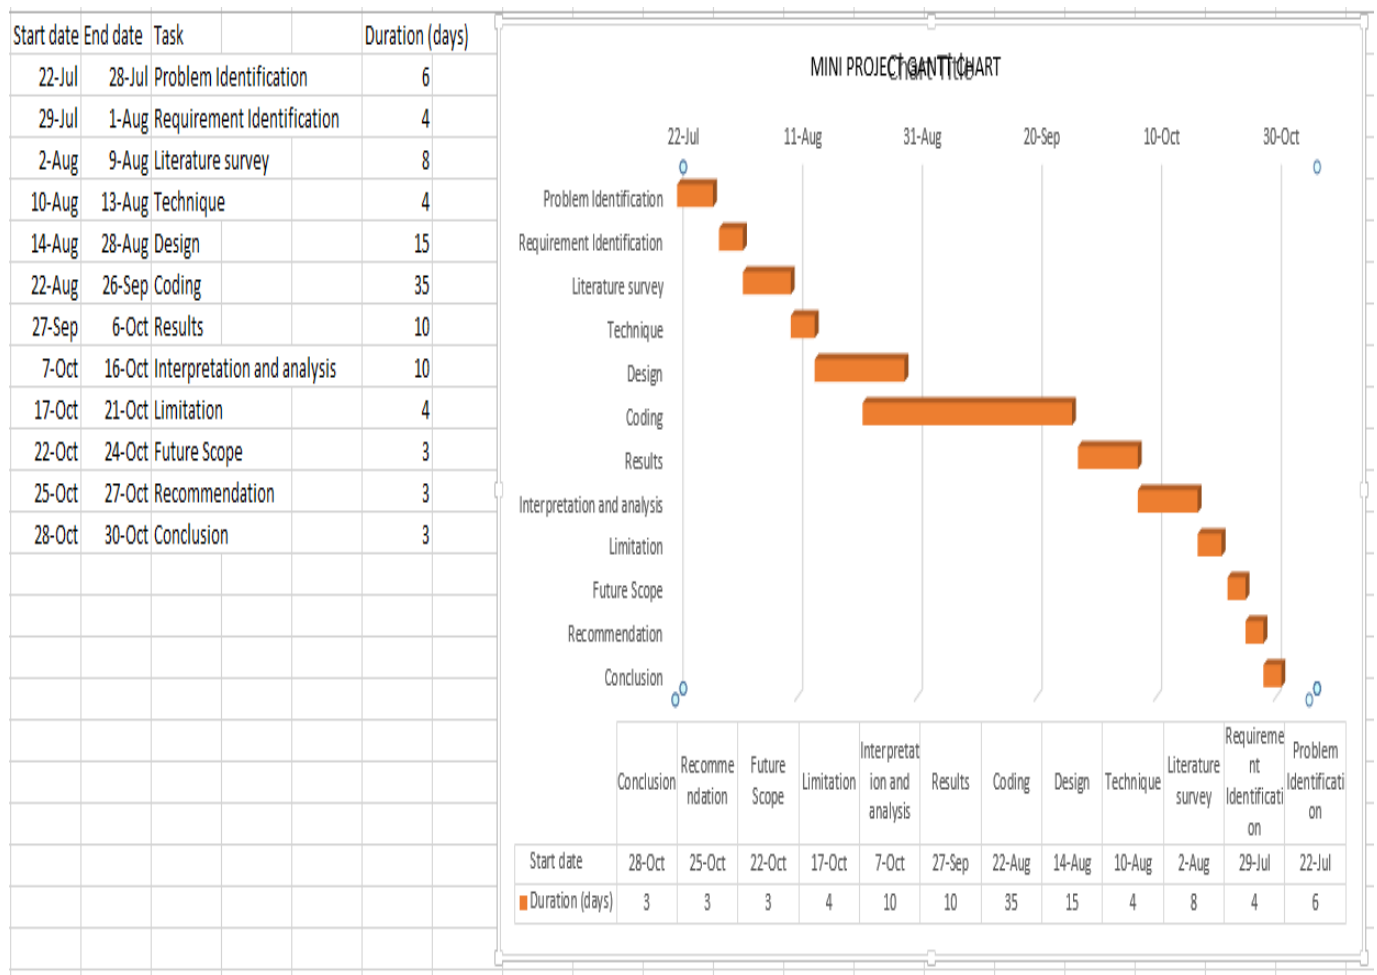 Start date End date Task Duration (days)
22-Jul 28-Jul Problem Identification 6
29-Jul 1-Aug Requirement Identification 4
2-Aug 9-Aug Literature survey 8
10-Aug 13-Aug Technique 4
14-Aug 28-Aug Design 15
22-Aug 26-Sep Coding 35
27-Sep 6-Oct Results 10
7-Oct 16-Oct Interpretation and analysis 10
17-Oct 21-Oct Limitation 4
22-Oct 24-Oct Future Scope 3
25-Oct 27-Oct Recommendation 3
28-Oct 30-Oct Conclusion 3
MINI PROJECT GANTT CHART
Chart Title
22-Jul 11-Aug 31-Aug 20-Sep 10-Oct 30-Oct
Problem Identification
Requirement Identification
Literature survey
Technique
Design
Coding
Results
Interpretation and analysis
Limitation
Future Scope
Recommendation
Conclusion
Conclusion
Recomme
ndation
Future
Scope
Limitation
Interpretat
ion and
analysis
Results
Coding
Design
Technique
Literature
survey
Requireme
nt
Identificati
on
Problem
Identificati
on
Start date 28-Oct 25-Oct 22-Oct 17-Oct 7-Oct 27-Sep 22-Aug 14-Aug 10-Aug 2-Aug 29-Jul 22-Jul
Duration (days) 3 3 3 4 10 10 35 15 4 8 4 6